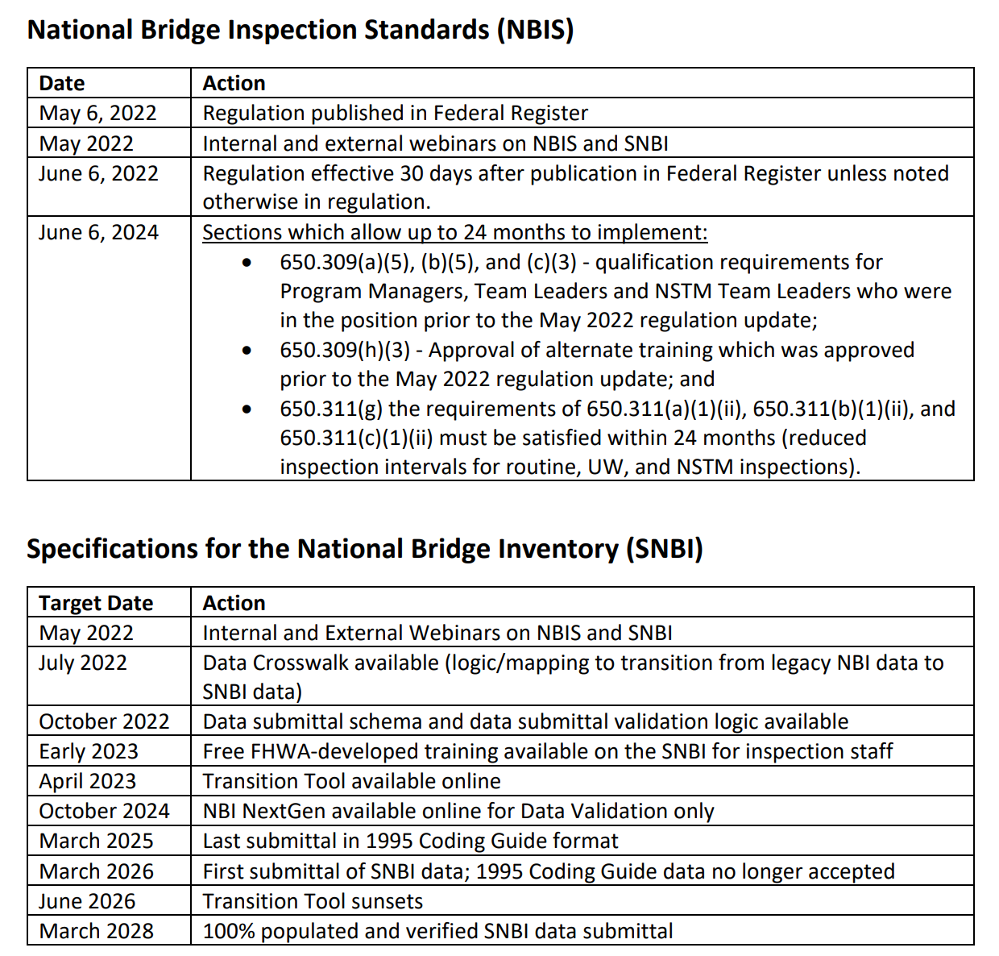 National Bridge Inspection Standards (NBIS)
Date Action
May 6, 2022 Regulation published in Federal Register
May 2022 Internal and external webinars on NBIS and SNBI
June 6, 2022 Regulation effective 30 days after publication in Federal Register unless noted
otherwise in regulation.
June 6, 2024 Sections which allow up to 24 months to implement:
• 650.309(a)(5), (b)(5), and (c)(3) - qualification requirements for
Program Managers, Team Leaders and NSTM Team Leaders who were
in the position prior to the May 2022 regulation update;
• 650.309(h)(3) - Approval of alternate training which was approved
prior to the May 2022 regulation update; and
• 650.311(g) the requirements of 650.311(a)(1)(ii), 650.311(b)(1)(ii), and
650.311(c)(1)(ii) must be satisfied within 24 months (reduced
inspection intervals for routine, UW, and NSTM inspections).
Specifications for the National Bridge Inventory (SNBI)
Target Date Action
May 2022 Internal and External Webinars on NBIS and SNBI
July 2022 Data Crosswalk available (logic/mapping to transition from legacy NBI data to
SNBI data)
October 2022 Data submittal schema and data submittal validation logic available
Early 2023 Free FHWA-developed training available on the SNBI for inspection staff
April 2023 Transition Tool available online
October 2024 NBI NextGen available online for Data Validation only
March 2025 Last submittal in 1995 Coding Guide format
March 2026 First submittal of SNBI data; 1995 Coding Guide data no longer accepted
June 2026 Transition Tool sunsets
March 2028 100% populated and verified SNBI data submittal